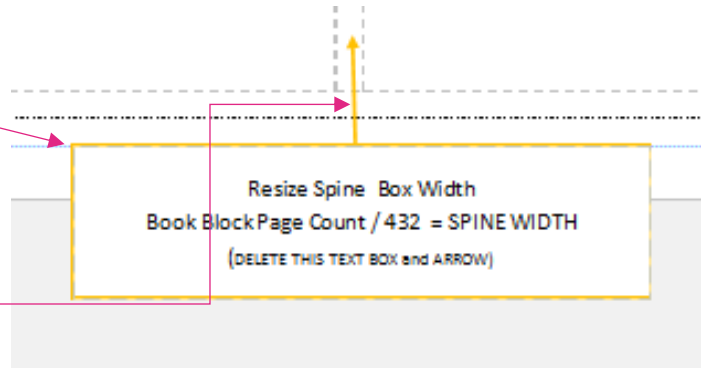 Resize Spine Box Width
Book Block Page Count / 432 = SPINE WIDTH
(DELETE THIS TEXT BOX and ARROW)